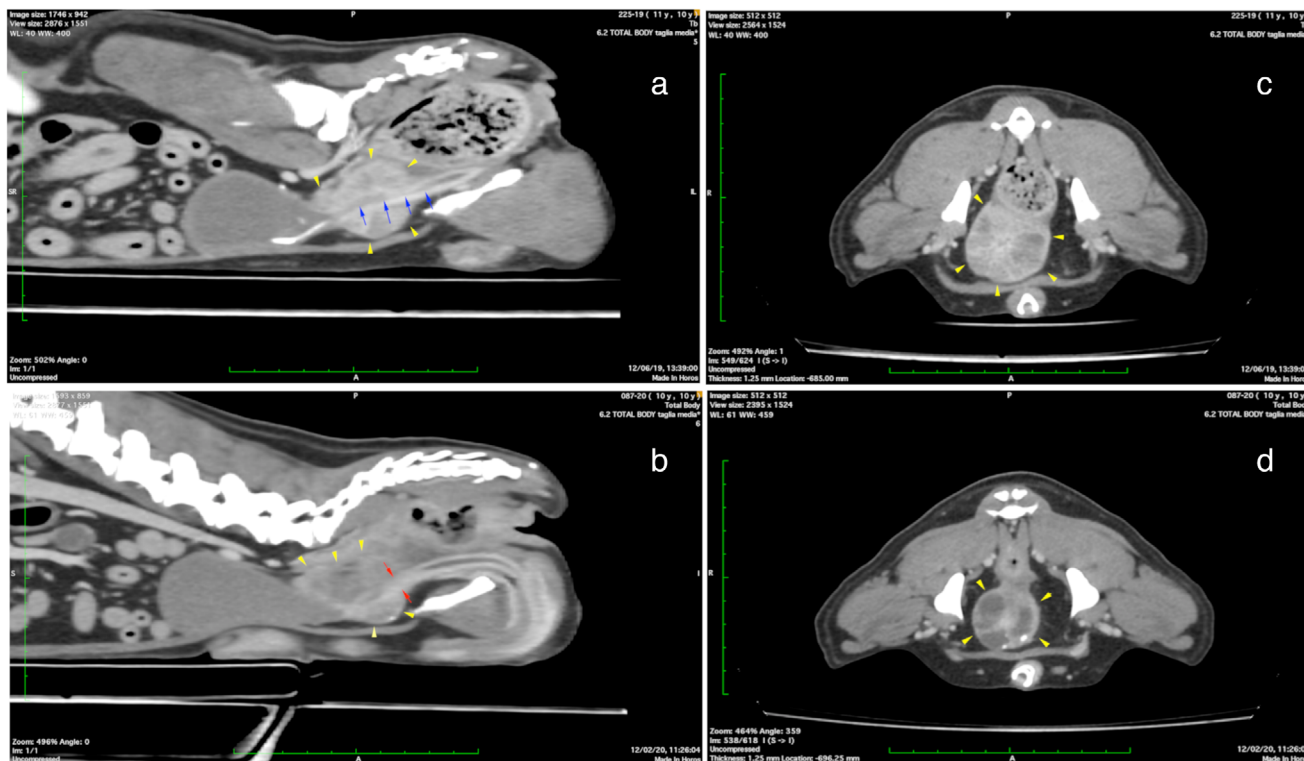 Image size: 1746 x 942
View size: 2876 x 1551
WL: 40 WW: 400
P
225-19 ( 11 y , 10 y )
Tb
6.2 TOTAL BODY taglia media*
5
a
SR
IL
Zoom: 502% Angle: 0
Im: 1/1
Uncompressed
A
12/06/19, 13:39:00
Made In Horos
Image size: 512 x 512
View size: 2564 x 1524
WL: 40 WW: 400
P
225-19 ( 11 y , 10 y )
6.2 TOTAL BODY taglia media*
c
R
Zoom: 492% Angle: 1
Im: 549/624 I (S -> I)
Uncompressed
Thickness: 1.25 mm Location: -685.00 mm
A
12/06/19, 13:39:0
Made In Horos
P
087-20 ( 10 y , 10 y )
Total Body
6.2 TOTAL BODY taglia media*
6
b
S
I
Zoom: 496% Angle: 0
Im: 1/1
Uncompressed
A
12/02/20, 11:26:04
Made In Horos
Image size: 512 x 512
View size: 2395 x 1524
WL: 61 WW: 459
P
087-20 ( 10 y , 10 y )
Total Body
6.2 TOTAL BODY taglia media*
d
R
Zoom: 464% Angle: 359
Im: 538/618 I (S -> I)
Uncompressed
Thickness: 1.25 mm Location: -696.25 mm
A
12/02/20, 11:26:0
Made In Horos